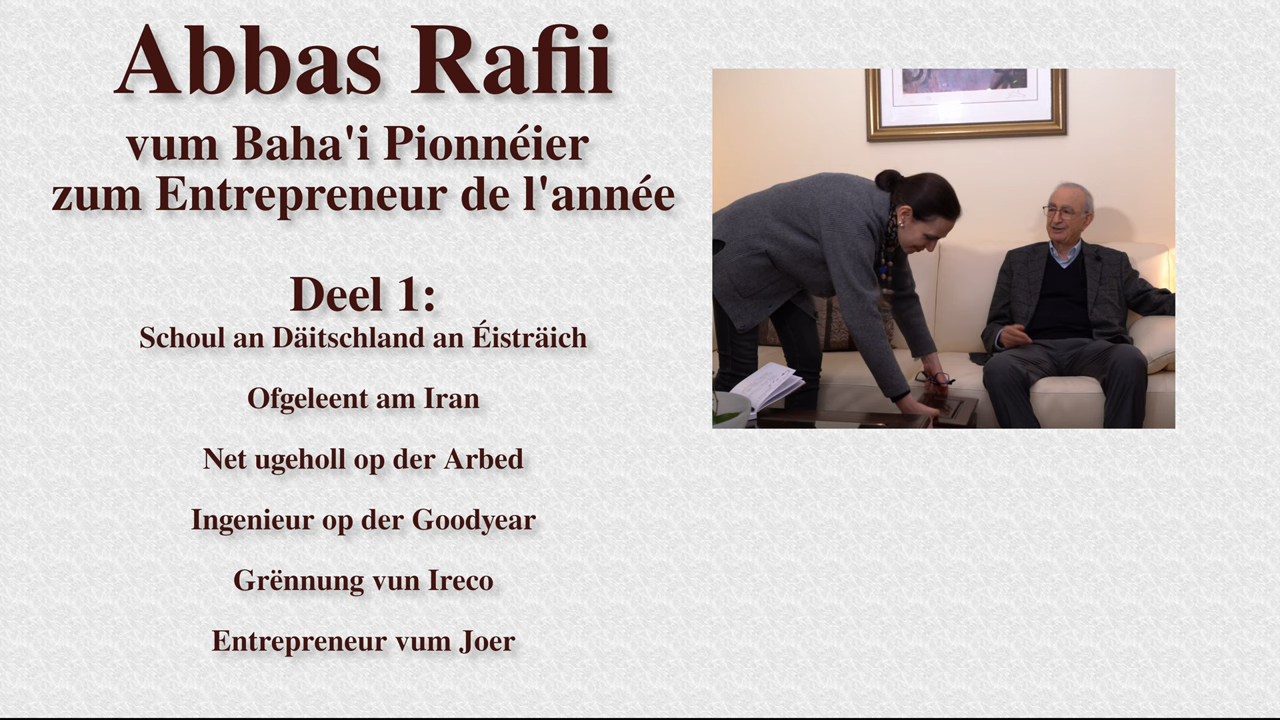 Abbas Rafii
vum Baha'i Pionnéier
zum Entrepreneur de l'année
Deel 1:
Schoul an Däitschland an Éisträich
Ofgeleent am Iran
Net ugeholl op der Arbed
Ingenieur op der Goodyear
Grënnung vun Ireco
Entrepreneur vum Joer